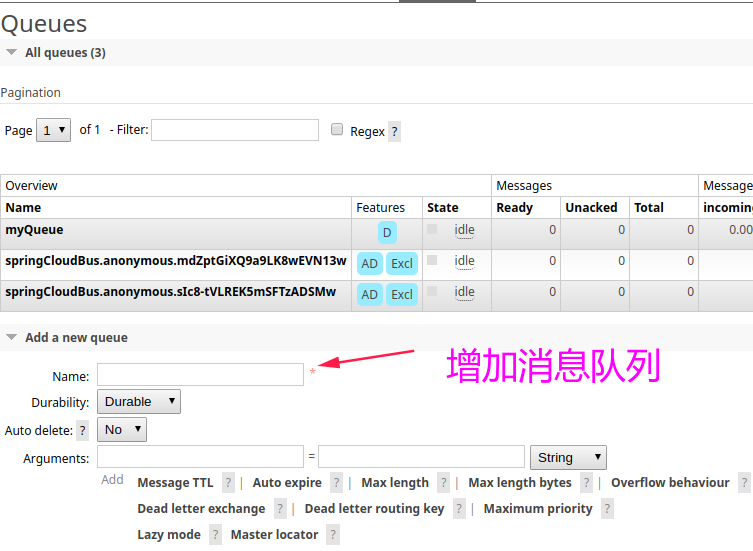 Queues
All queues (3)
Pagination
Page 1 of 1 - Filter: Regex ?
Overview Messages Message
Name Features State Ready Unacked Total incoming
myQueue D idle 0 0 0 0.00
springCloudBus.anonymous.mdZptGiXQ9a9LK8wEVN13w AD Excl idle 0 0 0
springCloudBus.anonymous.sIc8-tVLREK5mSFTzADSMw AD Excl idle 0 0 0
Add a new queue
Name: * 增加消息队列
Durability: Durable
Auto delete: ? No
Arguments: = String
Add Message TTL ? | Auto expire ? | Max length ? | Max length bytes ? | Overflow behaviour ?
Dead letter exchange ? | Dead letter routing key ? | Maximum priority ?
Lazy mode ? Master locator ?